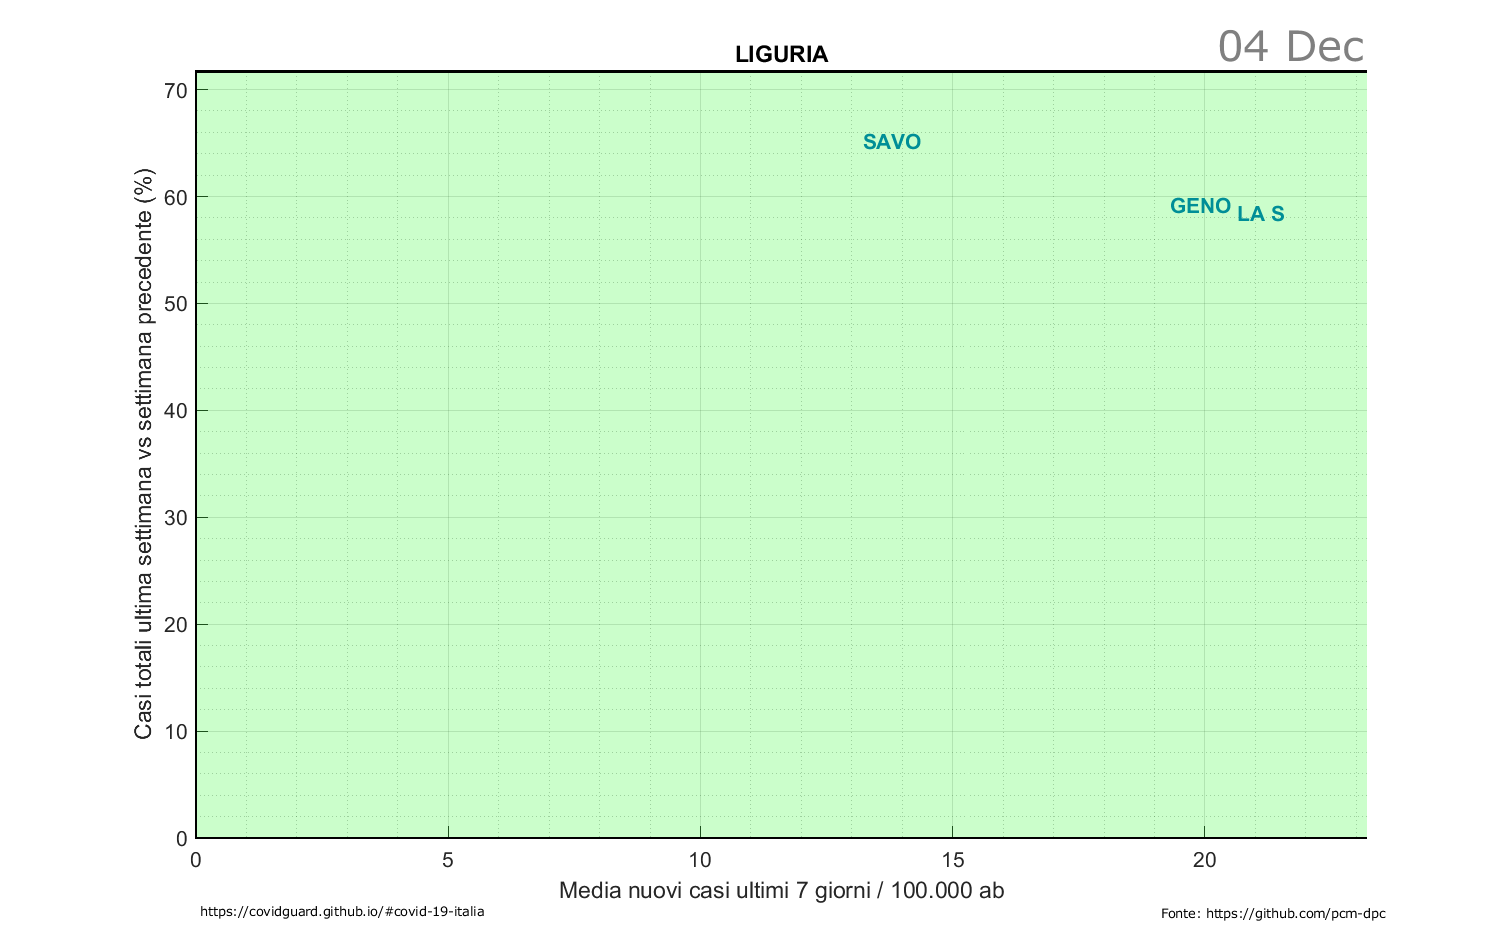 04 Dec
LIGURIA
Casi totali ultima settimana vs settimana precedente (%)
70
60
50
40
30
20
10
0
SAVO
GENO
LA S
0 5 10 15 20
Media nuovi casi ultimi 7 giorni / 100.000 ab
https://covidguard.github.io/#covid-19-italia
Fonte: https://github.com/pcm-dpc